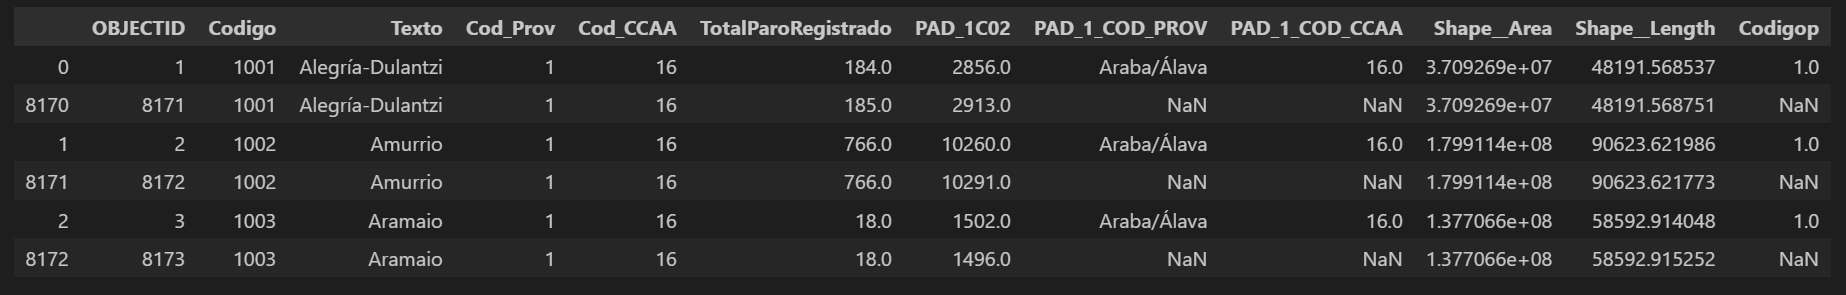 OBJECTID Codigo Texto Cod_Prov Cod_CCAA TotalParoRegistrado PAD_1C02 PAD_1_COD_PROV PAD_1_COD_CCAA Shape__Area Shape__Length Codigop
0 1 1001 Alegría-Dulantzi 1 16 184.0 2856.0 Araba/Álava 16.0 3.709269e+07 48191.568537 1.0
8170 8171 1001 Alegría-Dulantzi 1 16 185.0 2913.0 NaN NaN 3.709269e+07 48191.568751 NaN
1 2 1002 Amurrio 1 16 766.0 10260.0 Araba/Álava 16.0 1.799114e+08 90623.621986 1.0
8171 8172 1002 Amurrio 1 16 766.0 10291.0 NaN NaN 1.799114e+08 90623.621773 NaN
2 3 1003 Aramaio 1 16 18.0 1502.0 Araba/Álava 16.0 1.377066e+08 58592.914048 1.0
8172 8173 1003 Aramaio 1 16 18.0 1496.0 NaN NaN 1.377066e+08 58592.915252 NaN